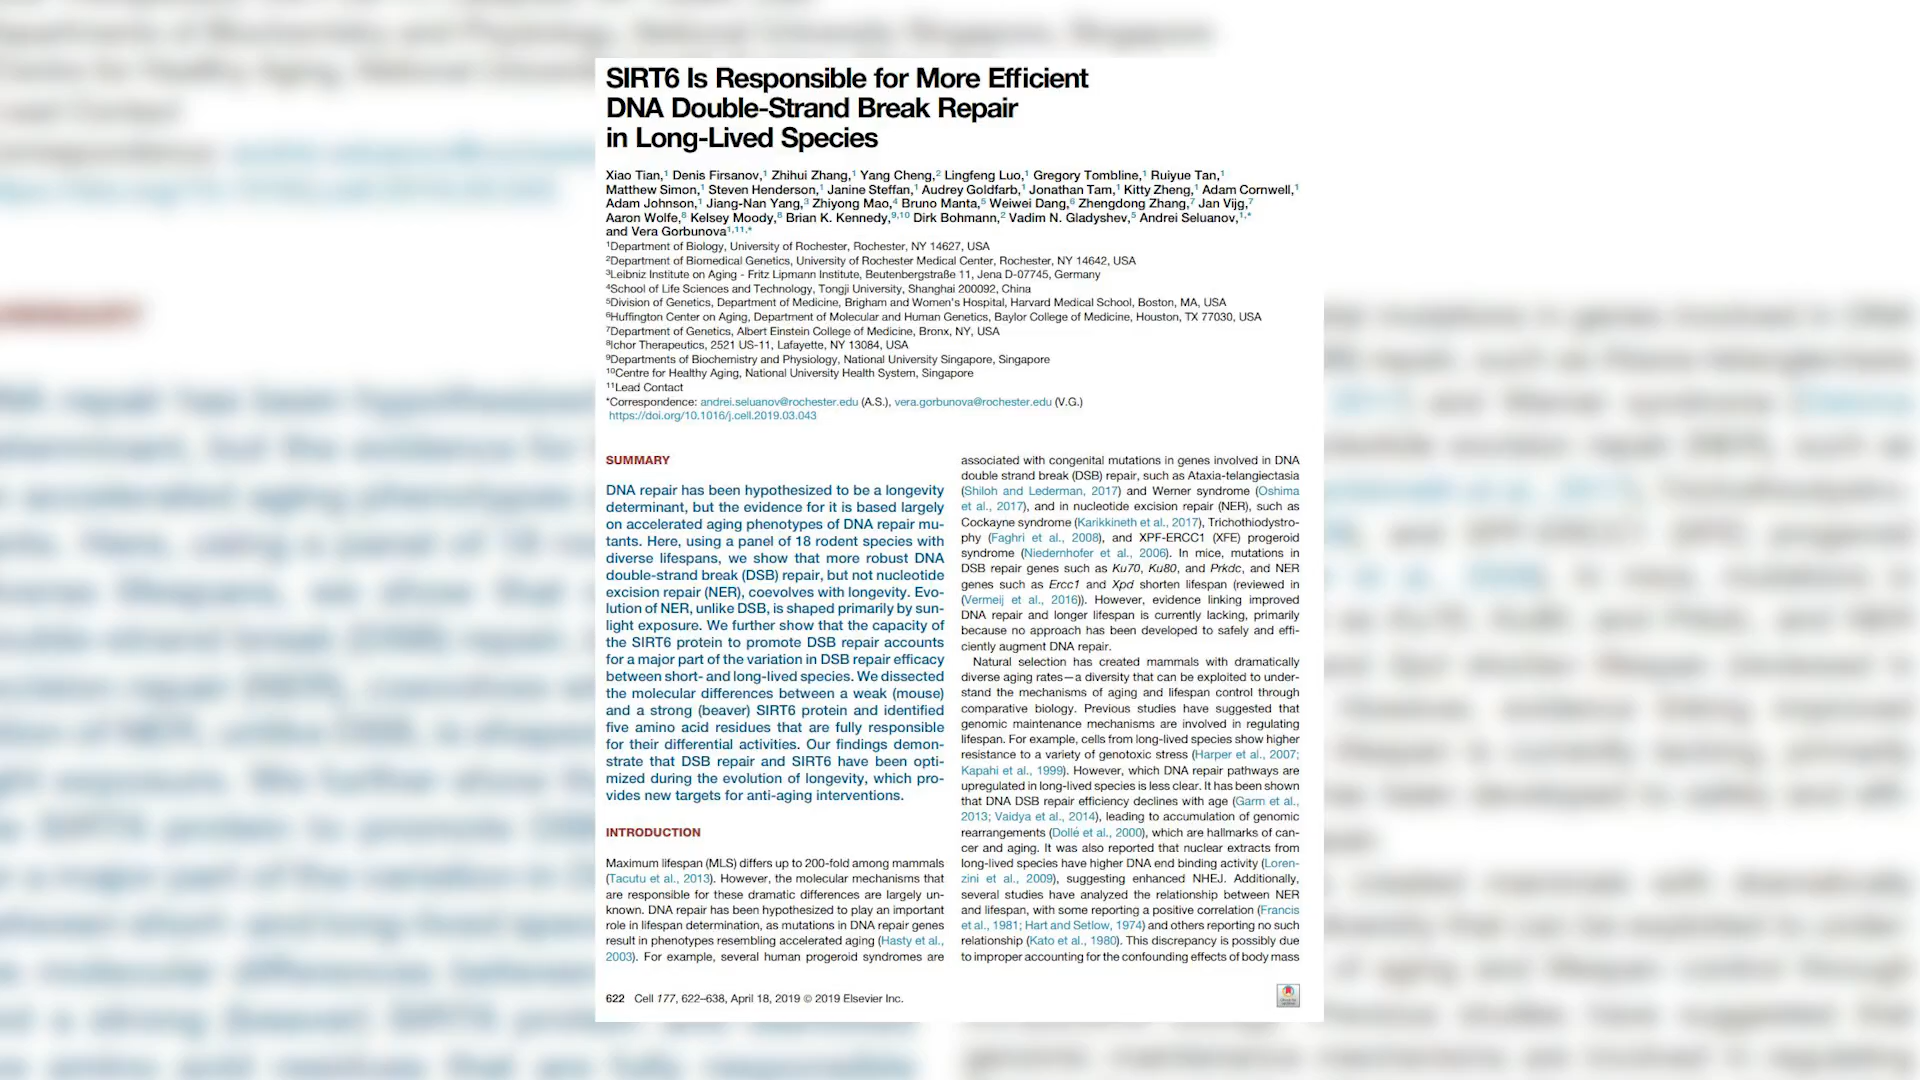 SIRT6 Is Responsible for More Efficient
DNA Double-Strand Break Repair
in Long-Lived Species
Xiao Tian,¹ Denis Firsanov,¹ Zhihui Zhang,¹ Yang Cheng,² Lingfeng Luo,¹ Gregory Tombline,¹ Ruiyue Tan,¹
Matthew Simon,¹ Steven Henderson,¹ Janine Steffan,¹ Audrey Goldfarb,¹ Jonathan Tam,¹ Kitty Zheng,¹ Adam Cornwell,¹
Adam Johnson,¹ Jiang-Nan Yang,³ Zhiyong Mao,⁴ Bruno Manta,⁵ Weiwei Dang,⁶ Zhengdong Zhang,⁷ Jan Vijg,⁷
Aaron Wolfe,⁸ Kelsey Moody,⁸ Brian K. Kennedy,⁹,¹⁰ Dirk Bohmann,² Vadim N. Gladyshev,⁵ Andrei Seluanov,¹,*
and Vera Gorbunova¹,¹¹,*
¹Department of Biology, University of Rochester, Rochester, NY 14627, USA
²Department of Biomedical Genetics, University of Rochester Medical Center, Rochester, NY 14642, USA
³Leibniz Institute on Aging - Fritz Lipmann Institute, Beutenbergstraße 11, Jena D-07745, Germany
⁴School of Life Sciences and Technology, Tongji University, Shanghai 200092, China
⁵Division of Genetics, Department of Medicine, Brigham and Women's Hospital, Harvard Medical School, Boston, MA, USA
⁶Huffington Center on Aging, Department of Molecular and Human Genetics, Baylor College of Medicine, Houston, TX 77030, USA
⁷Department of Genetics, Albert Einstein College of Medicine, Bronx, NY, USA
⁸Ichor Therapeutics, 2521 US-11, Lafayette, NY 13084, USA
⁹Departments of Biochemistry and Physiology, National University Singapore, Singapore
¹⁰Centre for Healthy Aging, National University Health System, Singapore
¹¹Lead Contact
*Correspondence: andrei.seluanov@rochester.edu (A.S.), vera.gorbunova@rochester.edu (V.G.)
https://doi.org/10.1016/j.cell.2019.03.043
SUMMARY
DNA repair has been hypothesized to be a longevity
determinant, but the evidence for it is based largely
on accelerated aging phenotypes of DNA repair mu-
tants. Here, using a panel of 18 rodent species with
diverse lifespans, we show that more robust DNA
double-strand break (DSB) repair, but not nucleotide
excision repair (NER), coevolves with longevity. Evo-
lution of NER, unlike DSB, is shaped primarily by sun-
light exposure. We further show that the capacity of
the SIRT6 protein to promote DSB repair accounts
for a major part of the variation in DSB repair efficacy
between short- and long-lived species. We dissected
the molecular differences between a weak (mouse)
and a strong (beaver) SIRT6 protein and identified
five amino acid residues that are fully responsible
for their differential activities. Our findings demon-
strate that DSB repair and SIRT6 have been opti-
mized during the evolution of longevity, which pro-
vides new targets for anti-aging interventions.
INTRODUCTION
Maximum lifespan (MLS) differs up to 200-fold among mammals
(Tacutu et al., 2013). However, the molecular mechanisms that
are responsible for these dramatic differences are largely un-
known. DNA repair has been hypothesized to play an important
role in lifespan determination, as mutations in DNA repair genes
result in phenotypes resembling accelerated aging (Hasty et al.,
2003). For example, several human progeroid syndromes are
associated with congenital mutations in genes involved in DNA
double strand break (DSB) repair, such as Ataxia-telangiectasia
(Shiloh and Lederman, 2017) and Werner syndrome (Oshima
et al., 2017), and in nucleotide excision repair (NER), such as
Cockayne syndrome (Karikkineth et al., 2017), Trichothiodystro-
phy (Faghri et al., 2008), and XPF-ERCC1 (XFE) progeroid
syndrome (Niedernhofer et al., 2006). In mice, mutations in
DSB repair genes such as Ku70, Ku80, and Prkdc, and NER
genes such as Ercc1 and Xpd shorten lifespan (reviewed in
(Vermeij et al., 2016)). However, evidence linking improved
DNA repair and longer lifespan is currently lacking, primarily
because no approach has been developed to safely and effi-
ciently augment DNA repair.
Natural selection has created mammals with dramatically
diverse aging rates—a diversity that can be exploited to under-
stand the mechanisms of aging and lifespan control through
comparative biology. Previous studies have suggested that
genomic maintenance mechanisms are involved in regulating
lifespan. For example, cells from long-lived species show higher
resistance to a variety of genotoxic stress (Harper et al., 2007;
Kapahi et al., 1999). However, which DNA repair pathways are
upregulated in long-lived species is less clear. It has been shown
that DNA DSB repair efficiency declines with age (Garm et al.,
2013; Vaidya et al., 2014), leading to accumulation of genomic
rearrangements (Dollé et al., 2000), which are hallmarks of can-
cer and aging. It was also reported that nuclear extracts from
long-lived species have higher DNA end binding activity (Loren-
zini et al., 2009), suggesting enhanced NHEJ. Additionally,
several studies have analyzed the relationship between NER
and lifespan, with some reporting a positive correlation (Francis
et al., 1981; Hart and Setlow, 1974) and others reporting no such
relationship (Kato et al., 1980). This discrepancy is possibly due
to improper accounting for the confounding effects of body mass
622 Cell 177, 622–638, April 18, 2019 © 2019 Elsevier Inc.